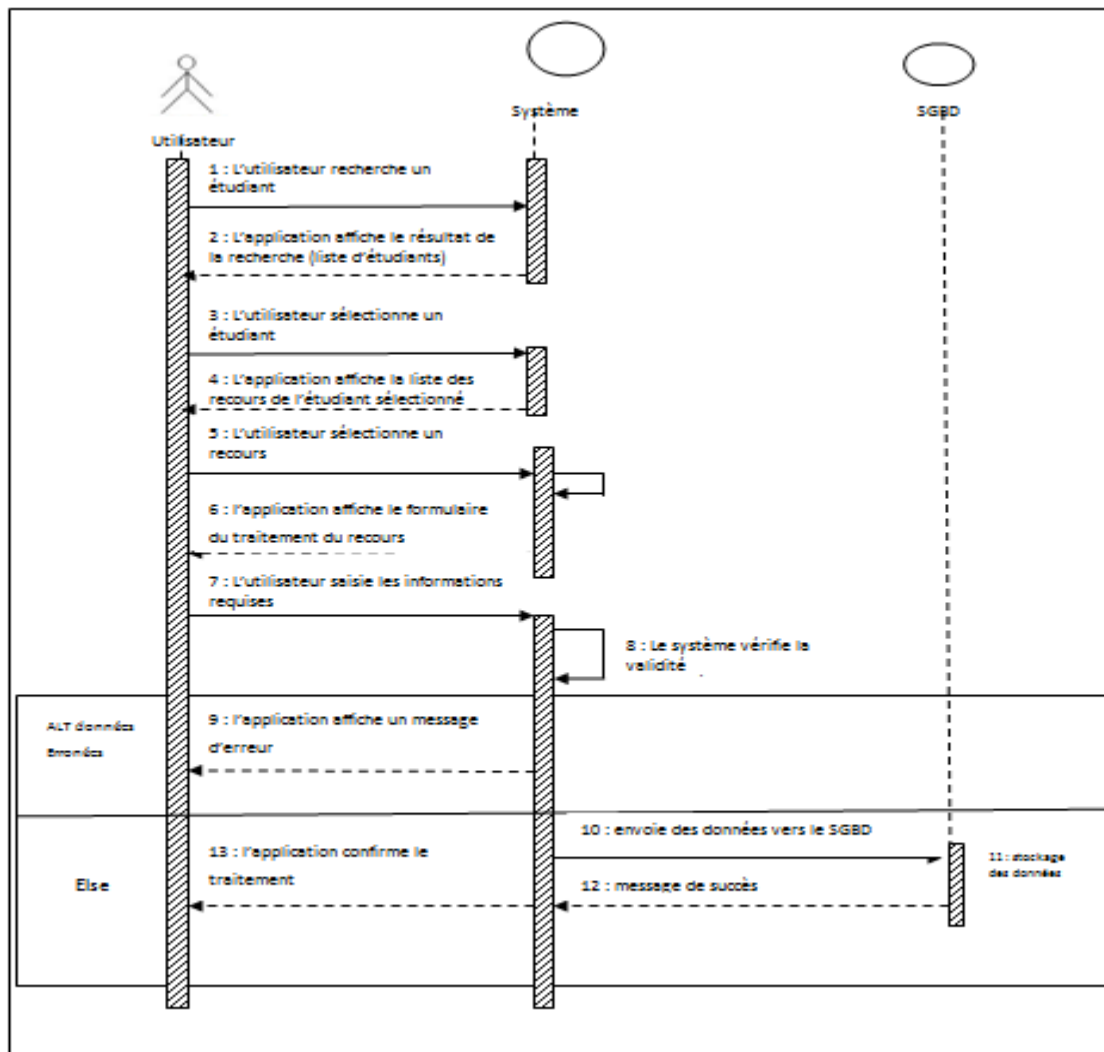 Système
SGBD
Utilisateur
1 : L'utilisateur recherche un
étudiant
2 : L'application affiche le résultat de
la recherche (liste d'étudiants)
3 : L'utilisateur sélectionne un
étudiant
4 : L'application affiche la liste des
recours de l'étudiant sélectionné
5 : L'utilisateur sélectionne un
recours
6 : l'application affiche le formulaire
du traitement du recours
7 : L'utilisateur saisie les informations
requises
8 : Le système vérifie la
validité
ALT données
Erronées
9 : l'application affiche un message
d'erreur
10 : envoie des données vers le SGBD
Else
13 : l'application confirme le
traitement
11 : stockage
des données
12 : message de succès